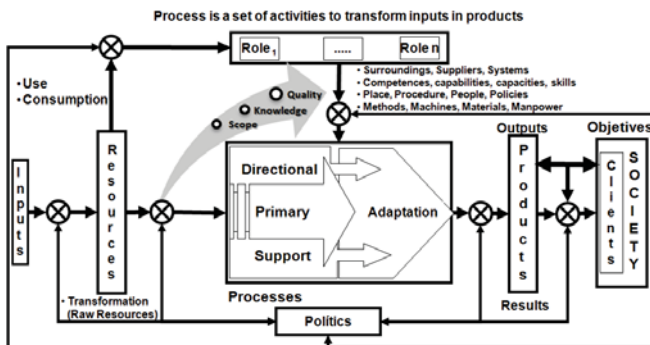 Process is a set of activities to transform inputs in products
Role 1
.....
Role n
• Use
• Consumption
Quality
Knowledge
Scope
• Surroundings, Suppliers, Systems
• Competences, capabilities, capacities, skills
• Place, Procedure, People, Policies
• Methods, Machines, Materials, Manpower
Outputs
Objetives
Inputs
Resources
Directional
Primary
Support
Adaptation
Products
Clients
SOCIETY
• Transformation
(Raw Resources)
Processes
Results
Politics